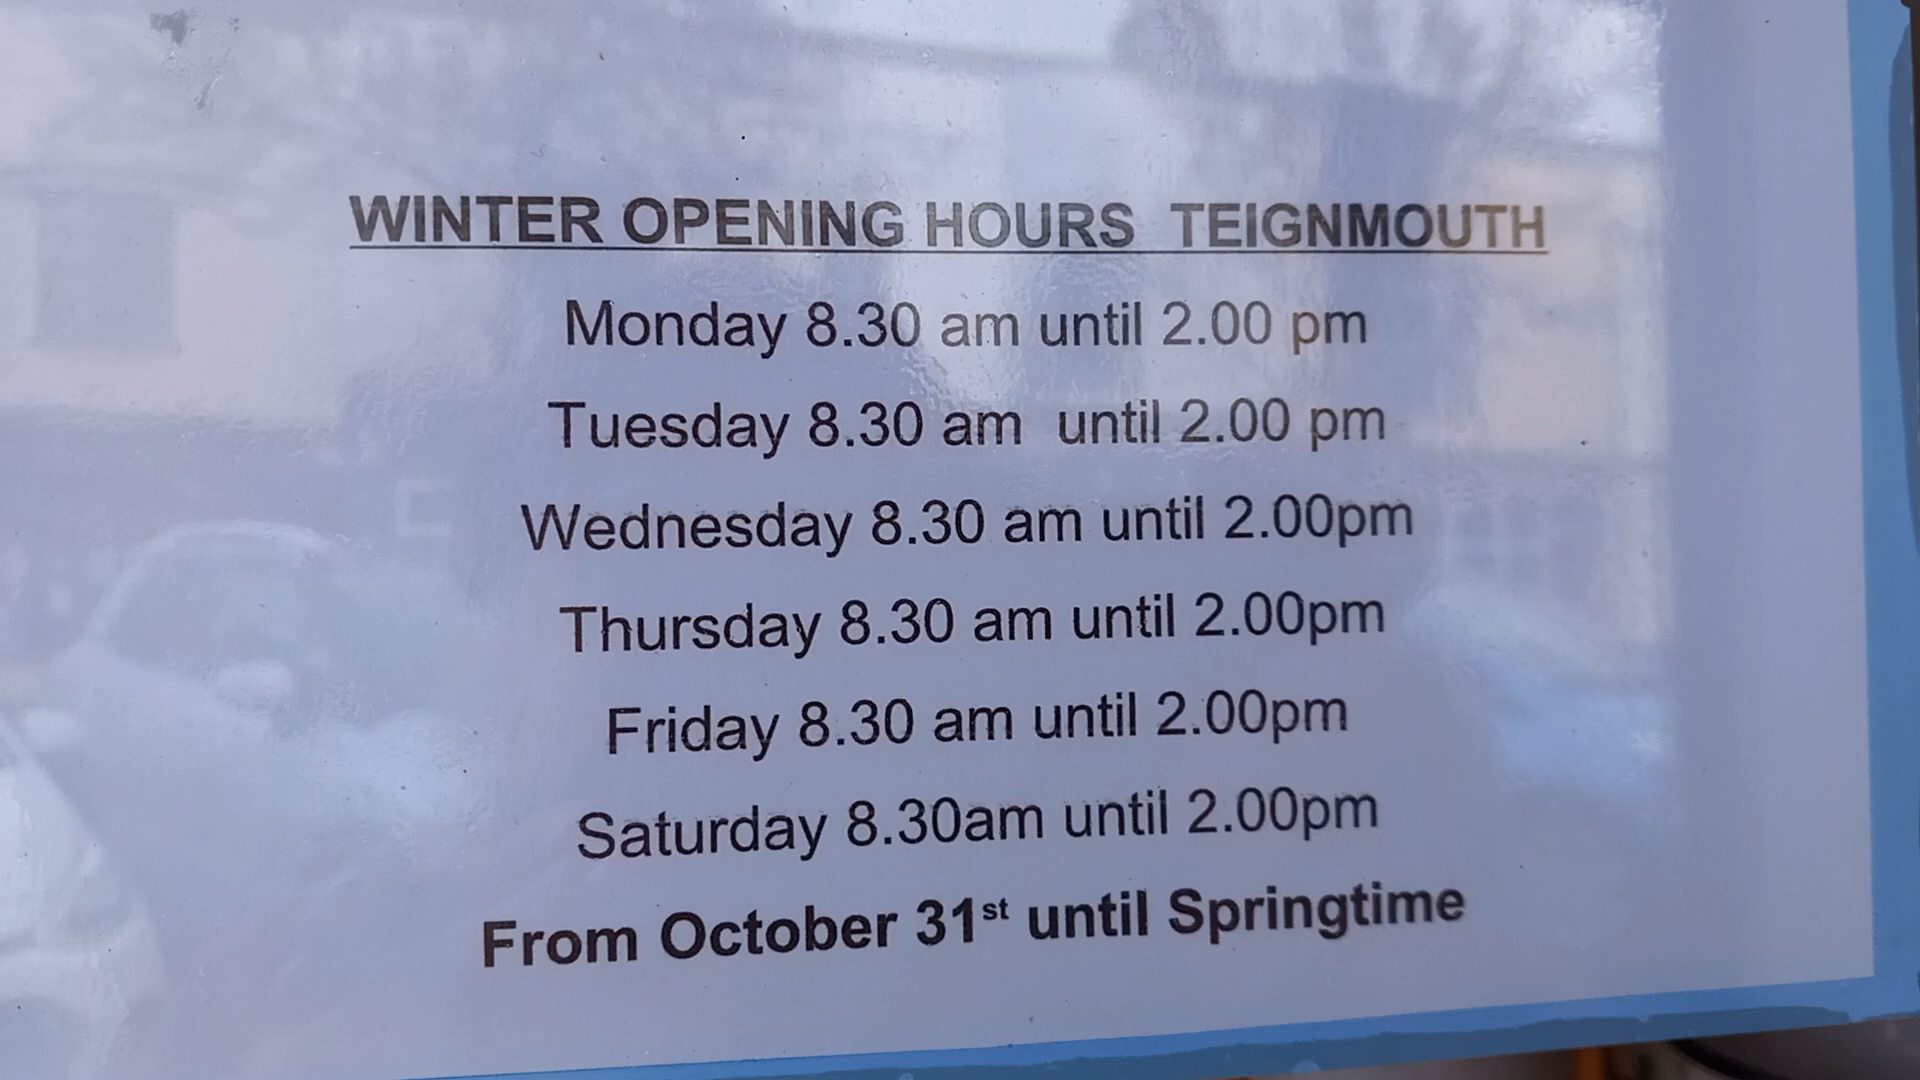 WINTER OPENING HOURS  TEIGNMOUTH
Monday 8.30 am until 2.00 pm
Tuesday 8.30 am  until 2.00 pm
Wednesday 8.30 am until 2.00pm
Thursday 8.30 am until 2.00pm
Friday 8.30 am until 2.00pm
Saturday 8.30am until 2.00pm
From October 31st until Springtime